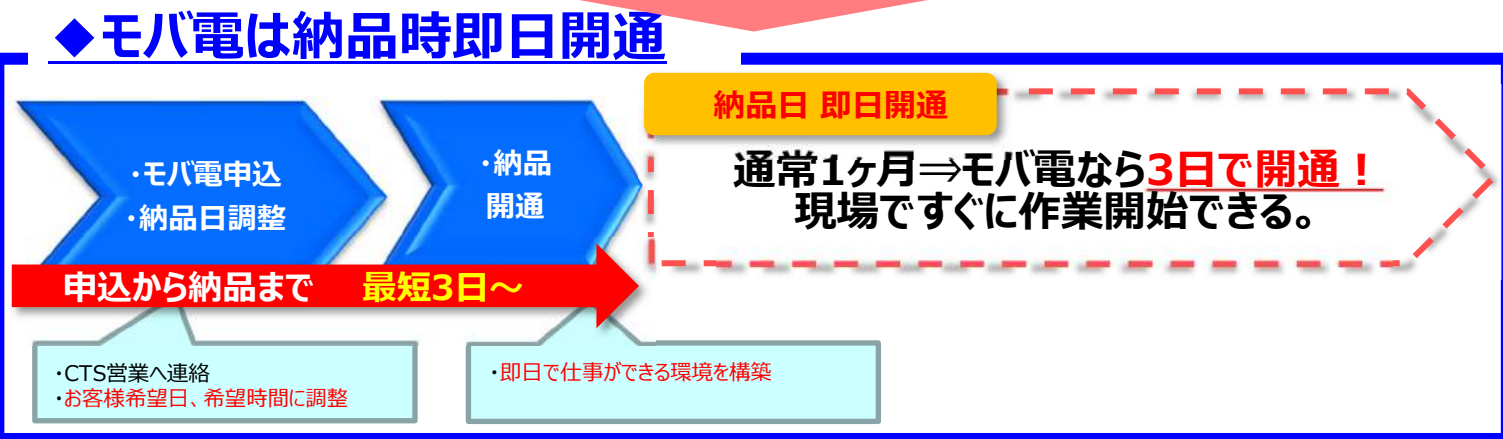 ◆モバ電は納品時即日開通
・モバ電申込
・納品日調整
・納品
開通
納品日 即日開通
通常1ヶ月⇒モバ電なら3日で開通！
現場ですぐに作業開始できる。
申込から納品まで 最短3日～
・CTS営業へ連絡
・お客様希望日、希望時間に調整
・即日で仕事ができる環境を構築